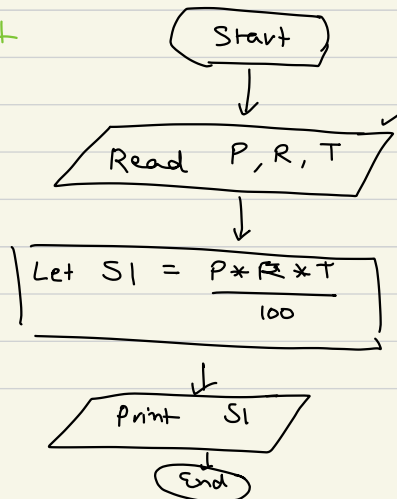 Start
Read P, R, T
Let SI = P * R * T
100
Print SI
End